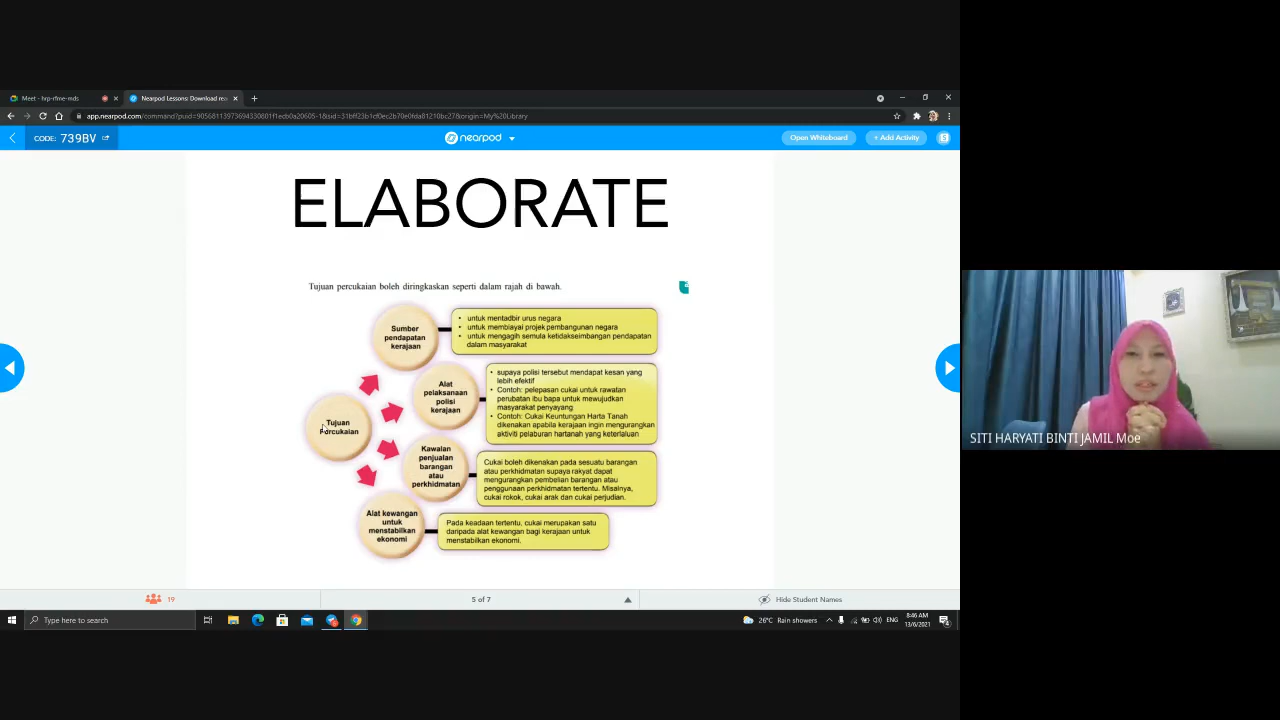 Meet - hrp-rfme-mds
Nearpod Lessons: Download rea
CODE: 739BV
nearpod
Open Whiteboard
+ Add Activity
S
ELABORATE
Tujuan percukaian boleh diringkaskan seperti dalam rajah di bawah.
Sumber
pendapatan
kerajaan
• untuk mentadbir urus negara
• untuk membiayai projek pembangunan negara
• untuk mengagih semula ketidakseimbangan pendapatan
dalam masyarakat
Alat
pelaksanaan
polisi
kerajaan
• supaya polisi tersebut mendapat kesan yang
lebih efektif
• Contoh: pelepasan cukai untuk rawatan
perubatan ibu bapa untuk mewujudkan
masyarakat penyayang
• Contoh: Cukai Keuntungan Harta Tanah
dikenakan apabila kerajaan ingin mengurangkan
aktiviti pelaburan hartanah yang keterlaluan
Tujuan
Percukaian
Kawalan
penjualan
barangan
atau
perkhidmatan
Cukai boleh dikenakan pada sesuatu barangan
atau perkhidmatan supaya rakyat dapat
mengurangkan pembelian barangan atau
penggunaan perkhidmatan tertentu. Misalnya,
cukai rokok, cukai arak dan cukai perjudian.
Alat kewangan
untuk
menstabilkan
ekonomi
Pada keadaan tertentu, cukai merupakan satu
daripada alat kewangan bagi kerajaan untuk
menstabilkan ekonomi.
SITI HARYATI BINTI JAMIL Moe
19
5 of 7
Hide Student Names
Type here to search
26°C Rain showers
ENG
8:46 AM
13/6/2021